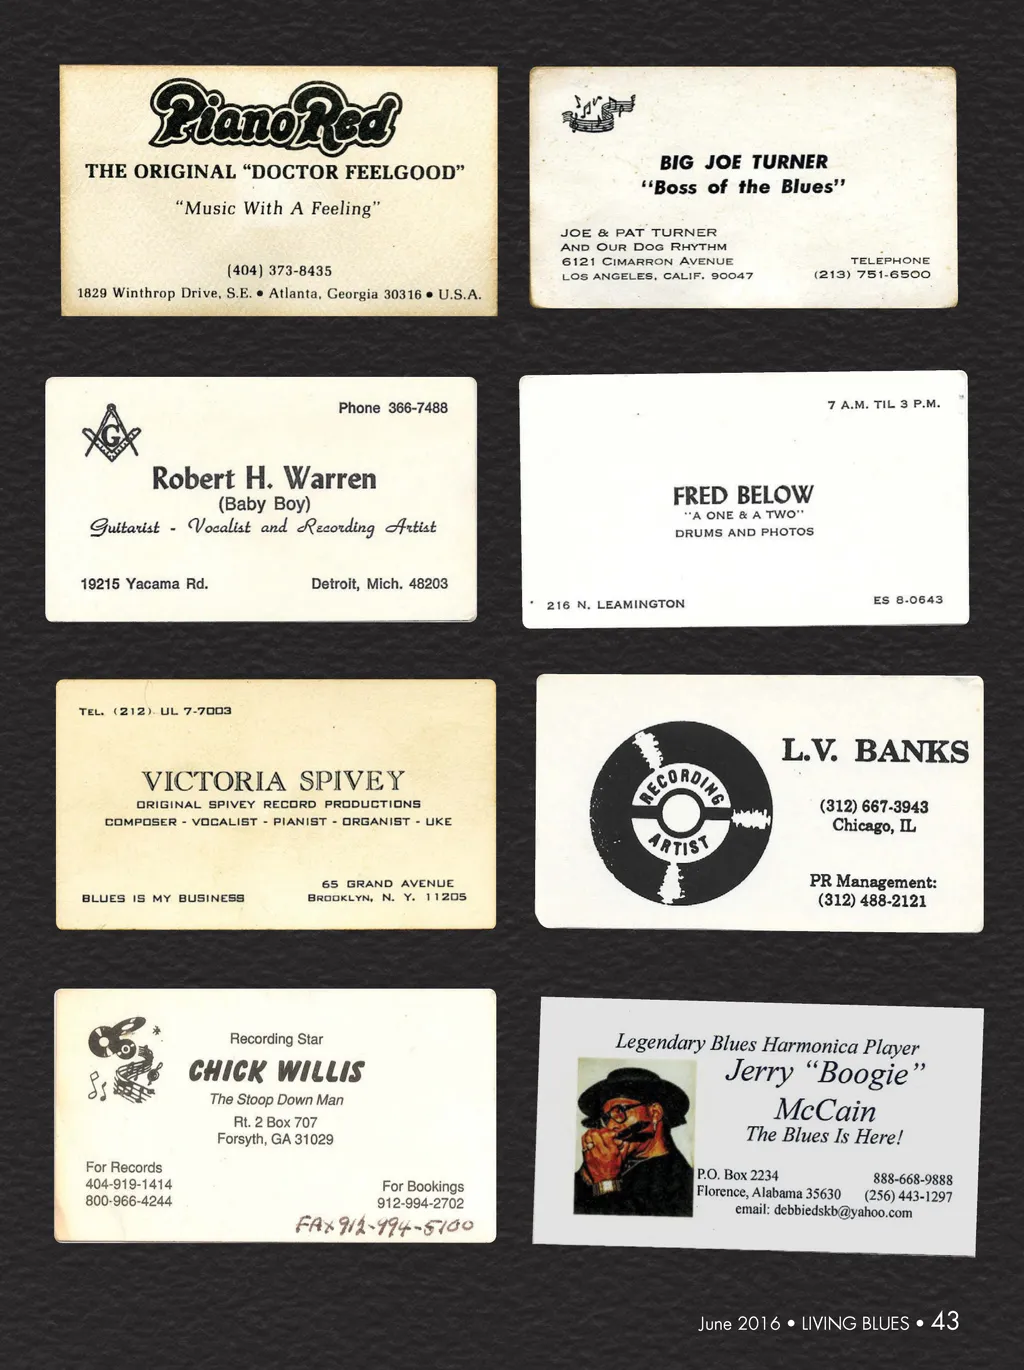 Piano Red
THE ORIGINAL "DOCTOR FEELGOOD"
"Music With A Feeling"
(404) 373-8435
1829 Winthrop Drive, S.E. • Atlanta, Georgia 30316 • U.S.A.
BIG JOE TURNER
"Boss of the Blues"
JOE & PAT TURNER
AND OUR DOG RHYTHM
6121 CIMARRON AVENUE
LOS ANGELES, CALIF. 90047
TELEPHONE
(213) 751-6500
G
Phone 366-7488
Robert H. Warren
(Baby Boy)
Guitarist - Vocalist and Recording Artist
19215 Yacama Rd.
Detroit, Mich. 48203
7 A.M. TIL 3 P.M.
FRED BELOW
"A ONE & A TWO"
DRUMS AND PHOTOS
216 N. LEAMINGTON
ES 8-0643
TEL. (212) UL 7-7003
VICTORIA SPIVEY
ORIGINAL SPIVEY RECORD PRODUCTIONS
COMPOSER - VOCALIST - PIANIST - ORGANIST - UKE
BLUES IS MY BUSINESS
65 GRAND AVENUE
BROOKLYN, N. Y. 11205
RECORDING
ARTIST
L.V. BANKS
(312) 667-3943
Chicago, IL
PR Management:
(312) 488-2121
Recording Star
CHICK WILLIS
The Stoop Down Man
Rt. 2 Box 707
Forsyth, GA 31029
For Records
404-919-1414
800-966-4244
For Bookings
912-994-2702
FAX 912-994-5100
Legendary Blues Harmonica Player
Jerry "Boogie"
McCain
The Blues Is Here!
P.O. Box 2234
Florence, Alabama 35630
888-668-9888
(256) 443-1297
email: debbiedskb@yahoo.com
June 2016 • LIVING BLUES • 43